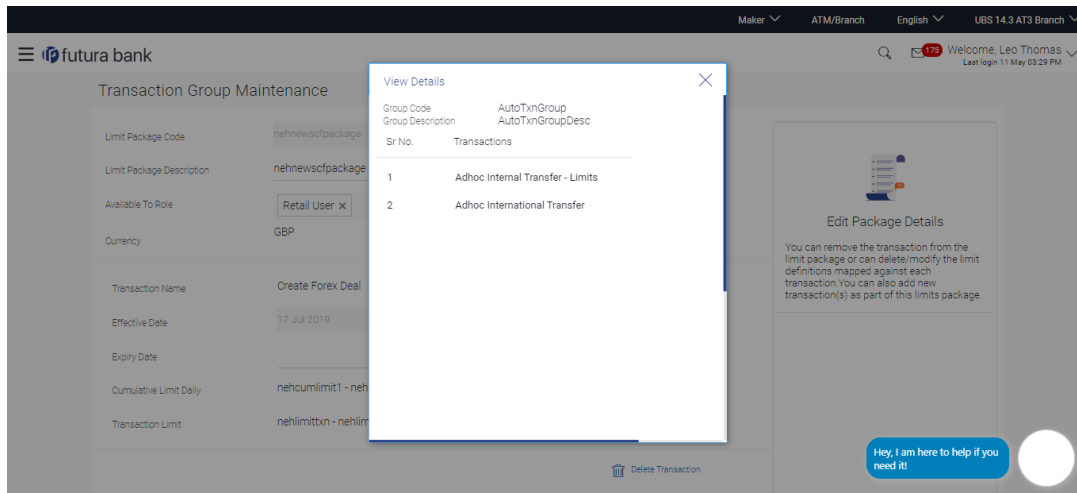 Maker ATM/Branch English UBS 14.3 AT3 Branch
futura bank 175 Welcome, Leo Thomas
Last login 11 May 03:29 PM
Transaction Group Maintenance
View Details
Group Code AutoTxnGroup
Group Description AutoTxnGroupDesc
Sr No. Transactions
1 Adhoc Internal Transfer - Limits
2 Adhoc International Transfer
Limit Package Code nehnewscfpackage
Limit Package Description nehnewscfpackage
Available To Role Retail User ×
Currency GBP
Transaction Name Create Forex Deal
Effective Date 17 Jul 2019
Expiry Date
Cumulative Limit Daily nehcumlimit1 - neh
Transaction Limit nehlimittxn - nehlim
Delete Transaction
Edit Package Details
You can remove the transaction from the
limit package or can delete/modify the limit
definitions mapped against each
transaction.You can also add new
transaction(s) as part of this limits package.
Hey, I am here to help if you
need it!